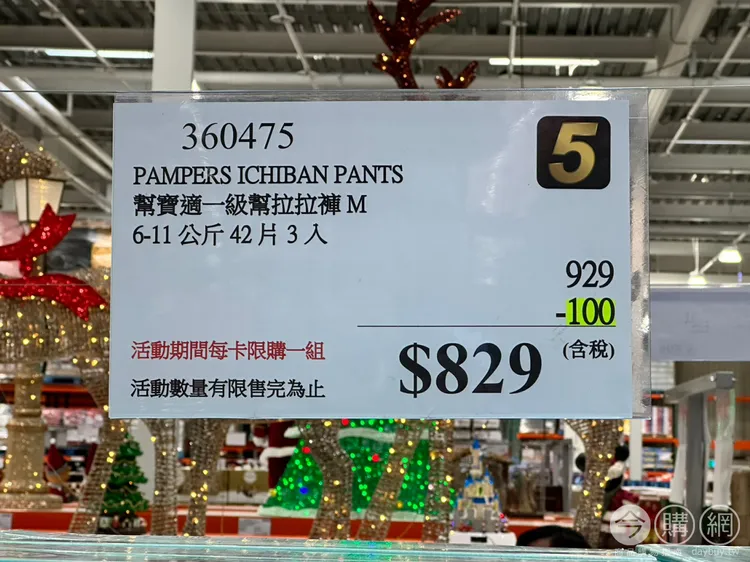 360475
5
PAMPERS ICHIBAN PANTS
幫寶適一級幫拉拉褲 M
6-11 公斤 42 片 3 入
929
-100
活動期間每卡限購一組
$829
(含稅)
活動數量有限售完為止
今購網